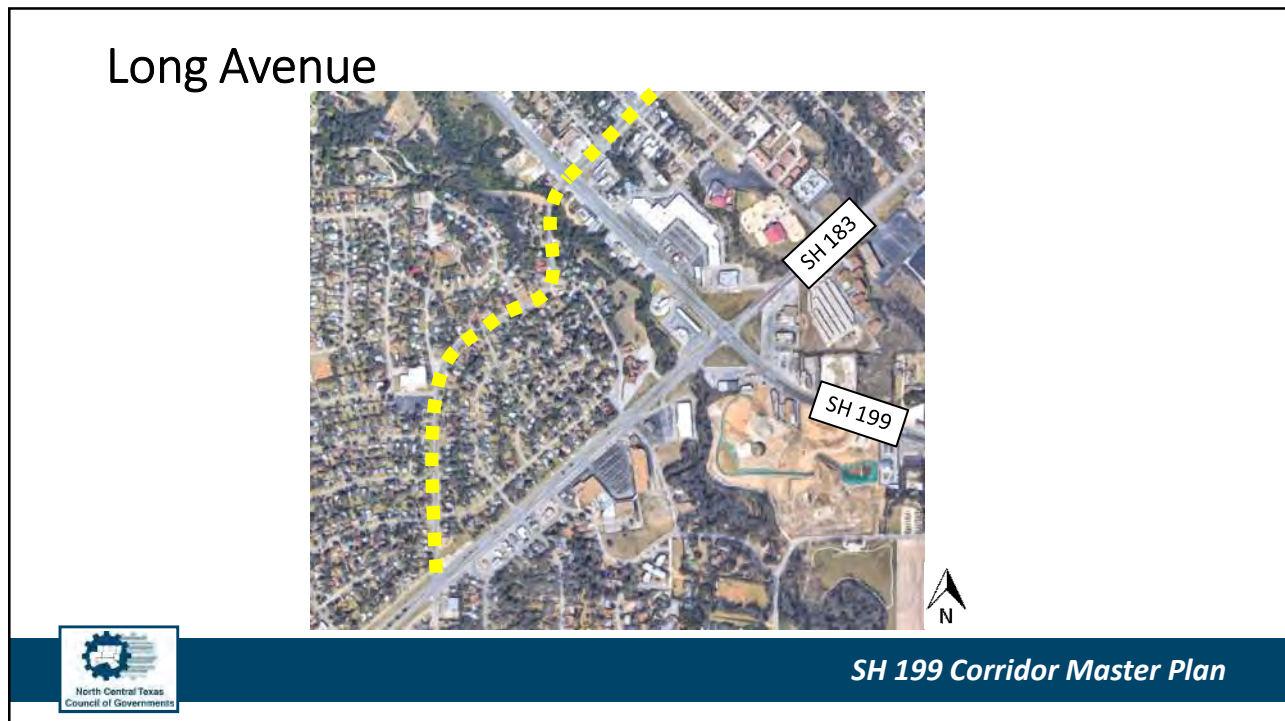 Long Avenue
SH 183
SH 199
N
North Central Texas
Council of Governments
SH 199 Corridor Master Plan